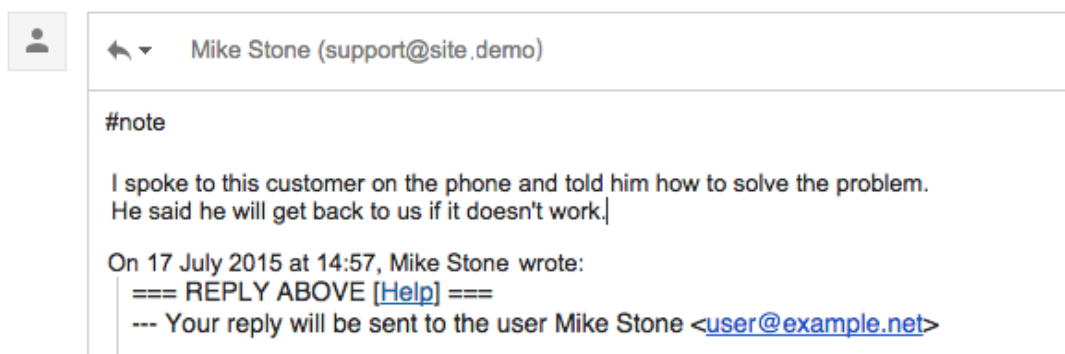 Mike Stone (support@site.demo)
#note
I spoke to this customer on the phone and told him how to solve the problem.
He said he will get back to us if it doesn't work.
On 17 July 2015 at 14:57, Mike Stone wrote:
=== REPLY ABOVE [Help] ===
--- Your reply will be sent to the user Mike Stone <user@example.net>